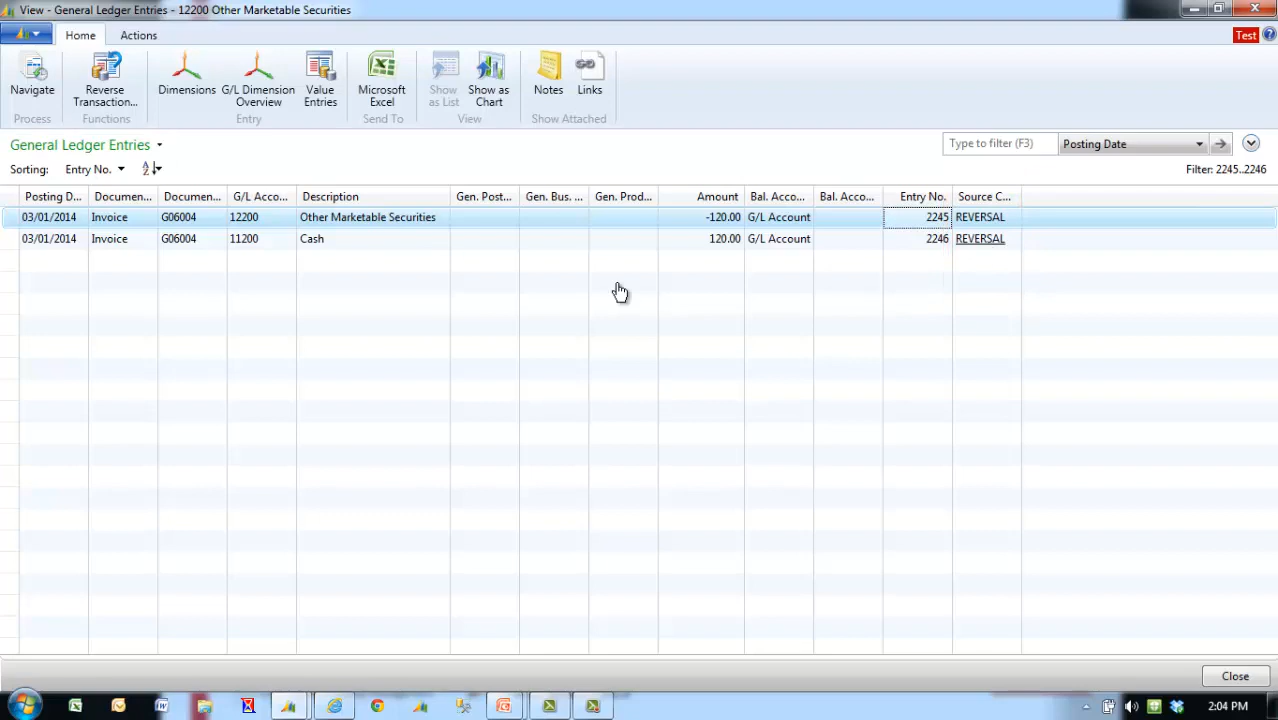 View - General Ledger Entries - 12200 Other Marketable Securities
Home Actions Test
Navigate
Reverse Transaction...
Dimensions
G/L Dimension Overview
Value Entries
Microsoft Excel
Show as List
Show as Chart
Notes
Links
Process Functions Entry Send To View Show Attached
General Ledger Entries Type to filter (F3) Posting Date
Sorting: Entry No. Filter: 2245..2246
Posting D... Documen... Documen... G/L Acco... Description Gen. Post... Gen. Bus. ... Gen. Prod... Amount Bal. Acco... Bal. Acco... Entry No. Source C...
03/01/2014 Invoice G06004 12200 Other Marketable Securities -120.00 G/L Account 2245 REVERSAL
03/01/2014 Invoice G06004 11200 Cash 120.00 G/L Account 2246 REVERSAL
Close
2:04 PM